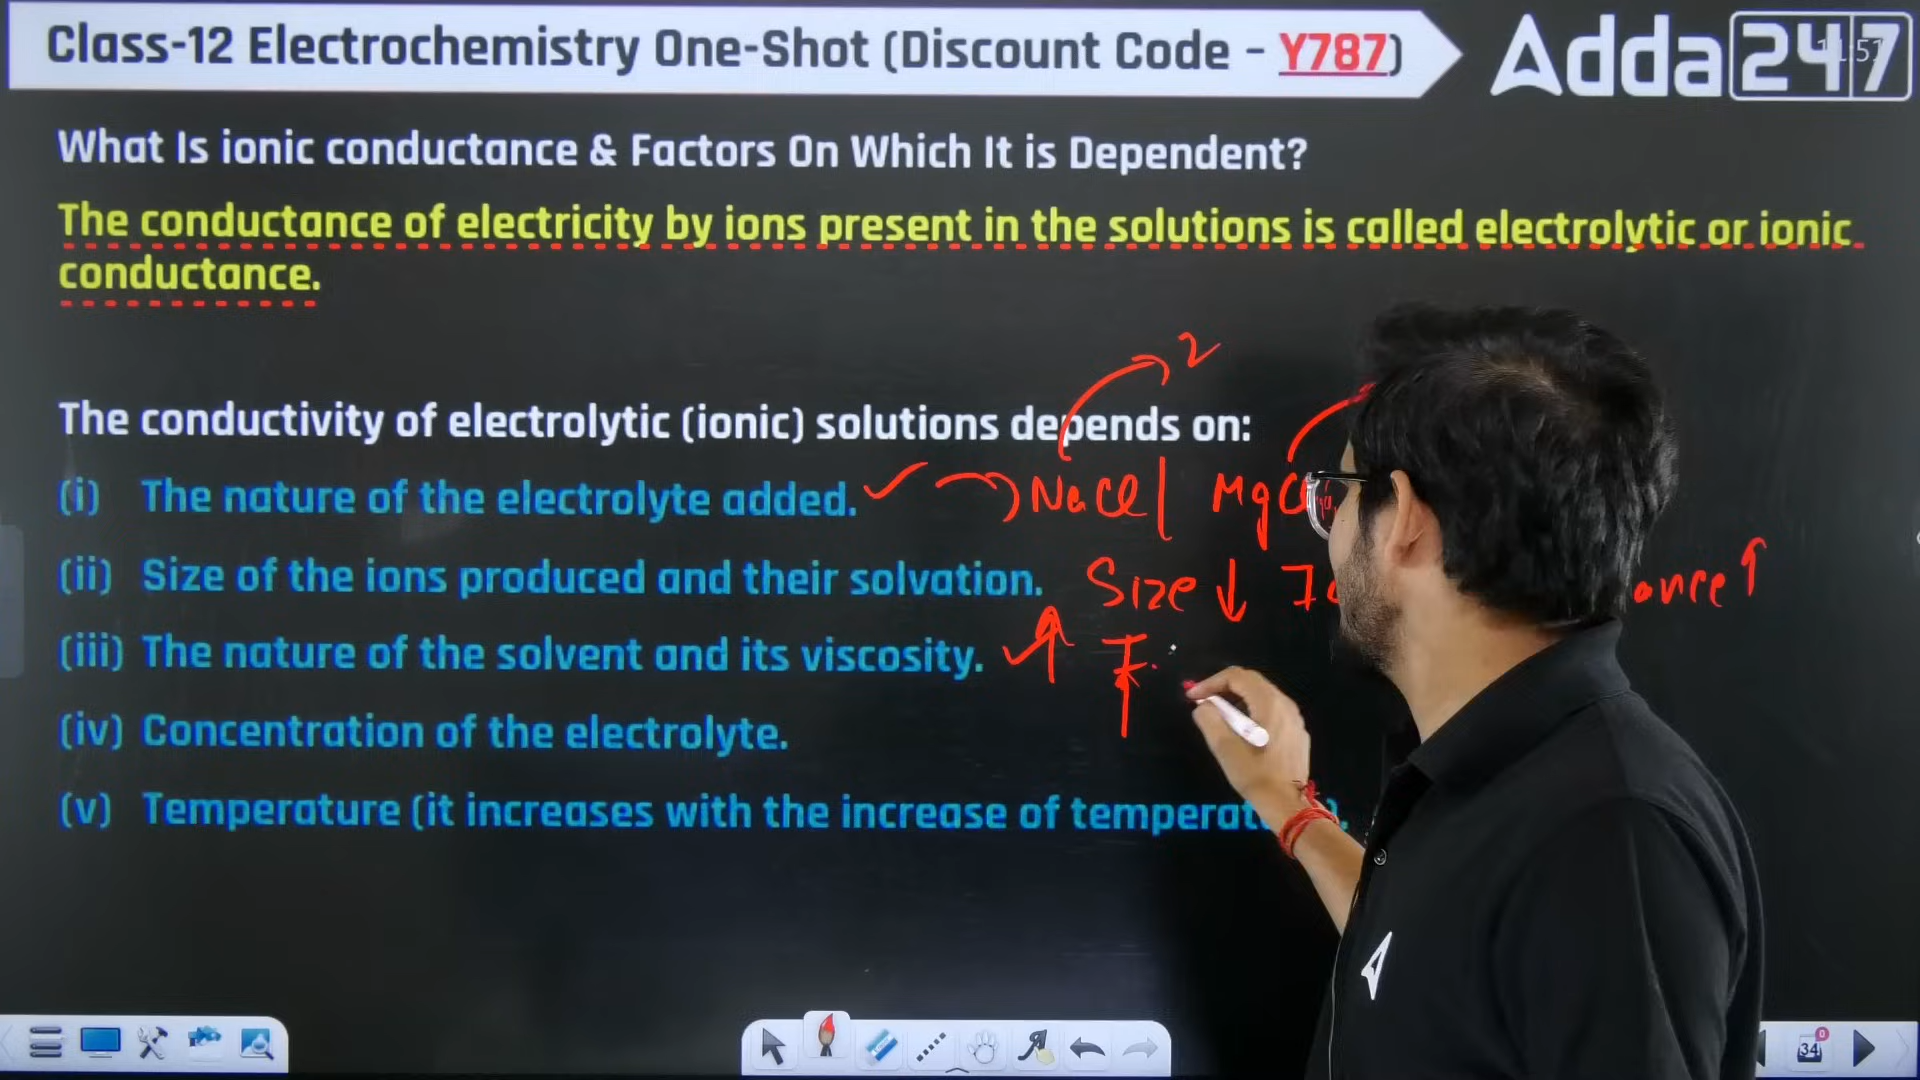 Class-12 Electrochemistry One-Shot (Discount Code - Y787)
Adda247
What Is ionic conductance & Factors On Which It is Dependent?
The conductance of electricity by ions present in the solutions is called electrolytic or ionic
conductance.
2
The conductivity of electrolytic (ionic) solutions depends on:
(i) The nature of the electrolyte added. NaCl | MgCl
(ii) Size of the ions produced and their solvation. Size ↓ ↑
(iii) The nature of the solvent and its viscosity. ↑
(iv) Concentration of the electrolyte.
(v) Temperature (it increases with the increase of
34